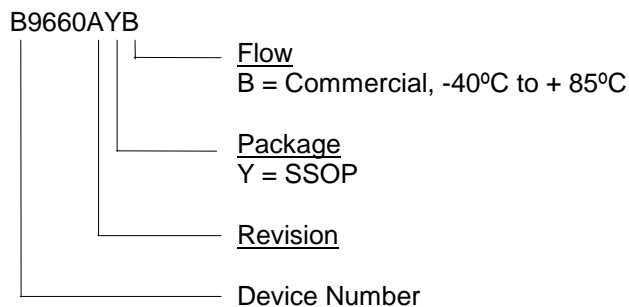 B9660AYB
Flow
B = Commercial, -40ºC to + 85ºC
Package
Y = SSOP
Revision
Device Number